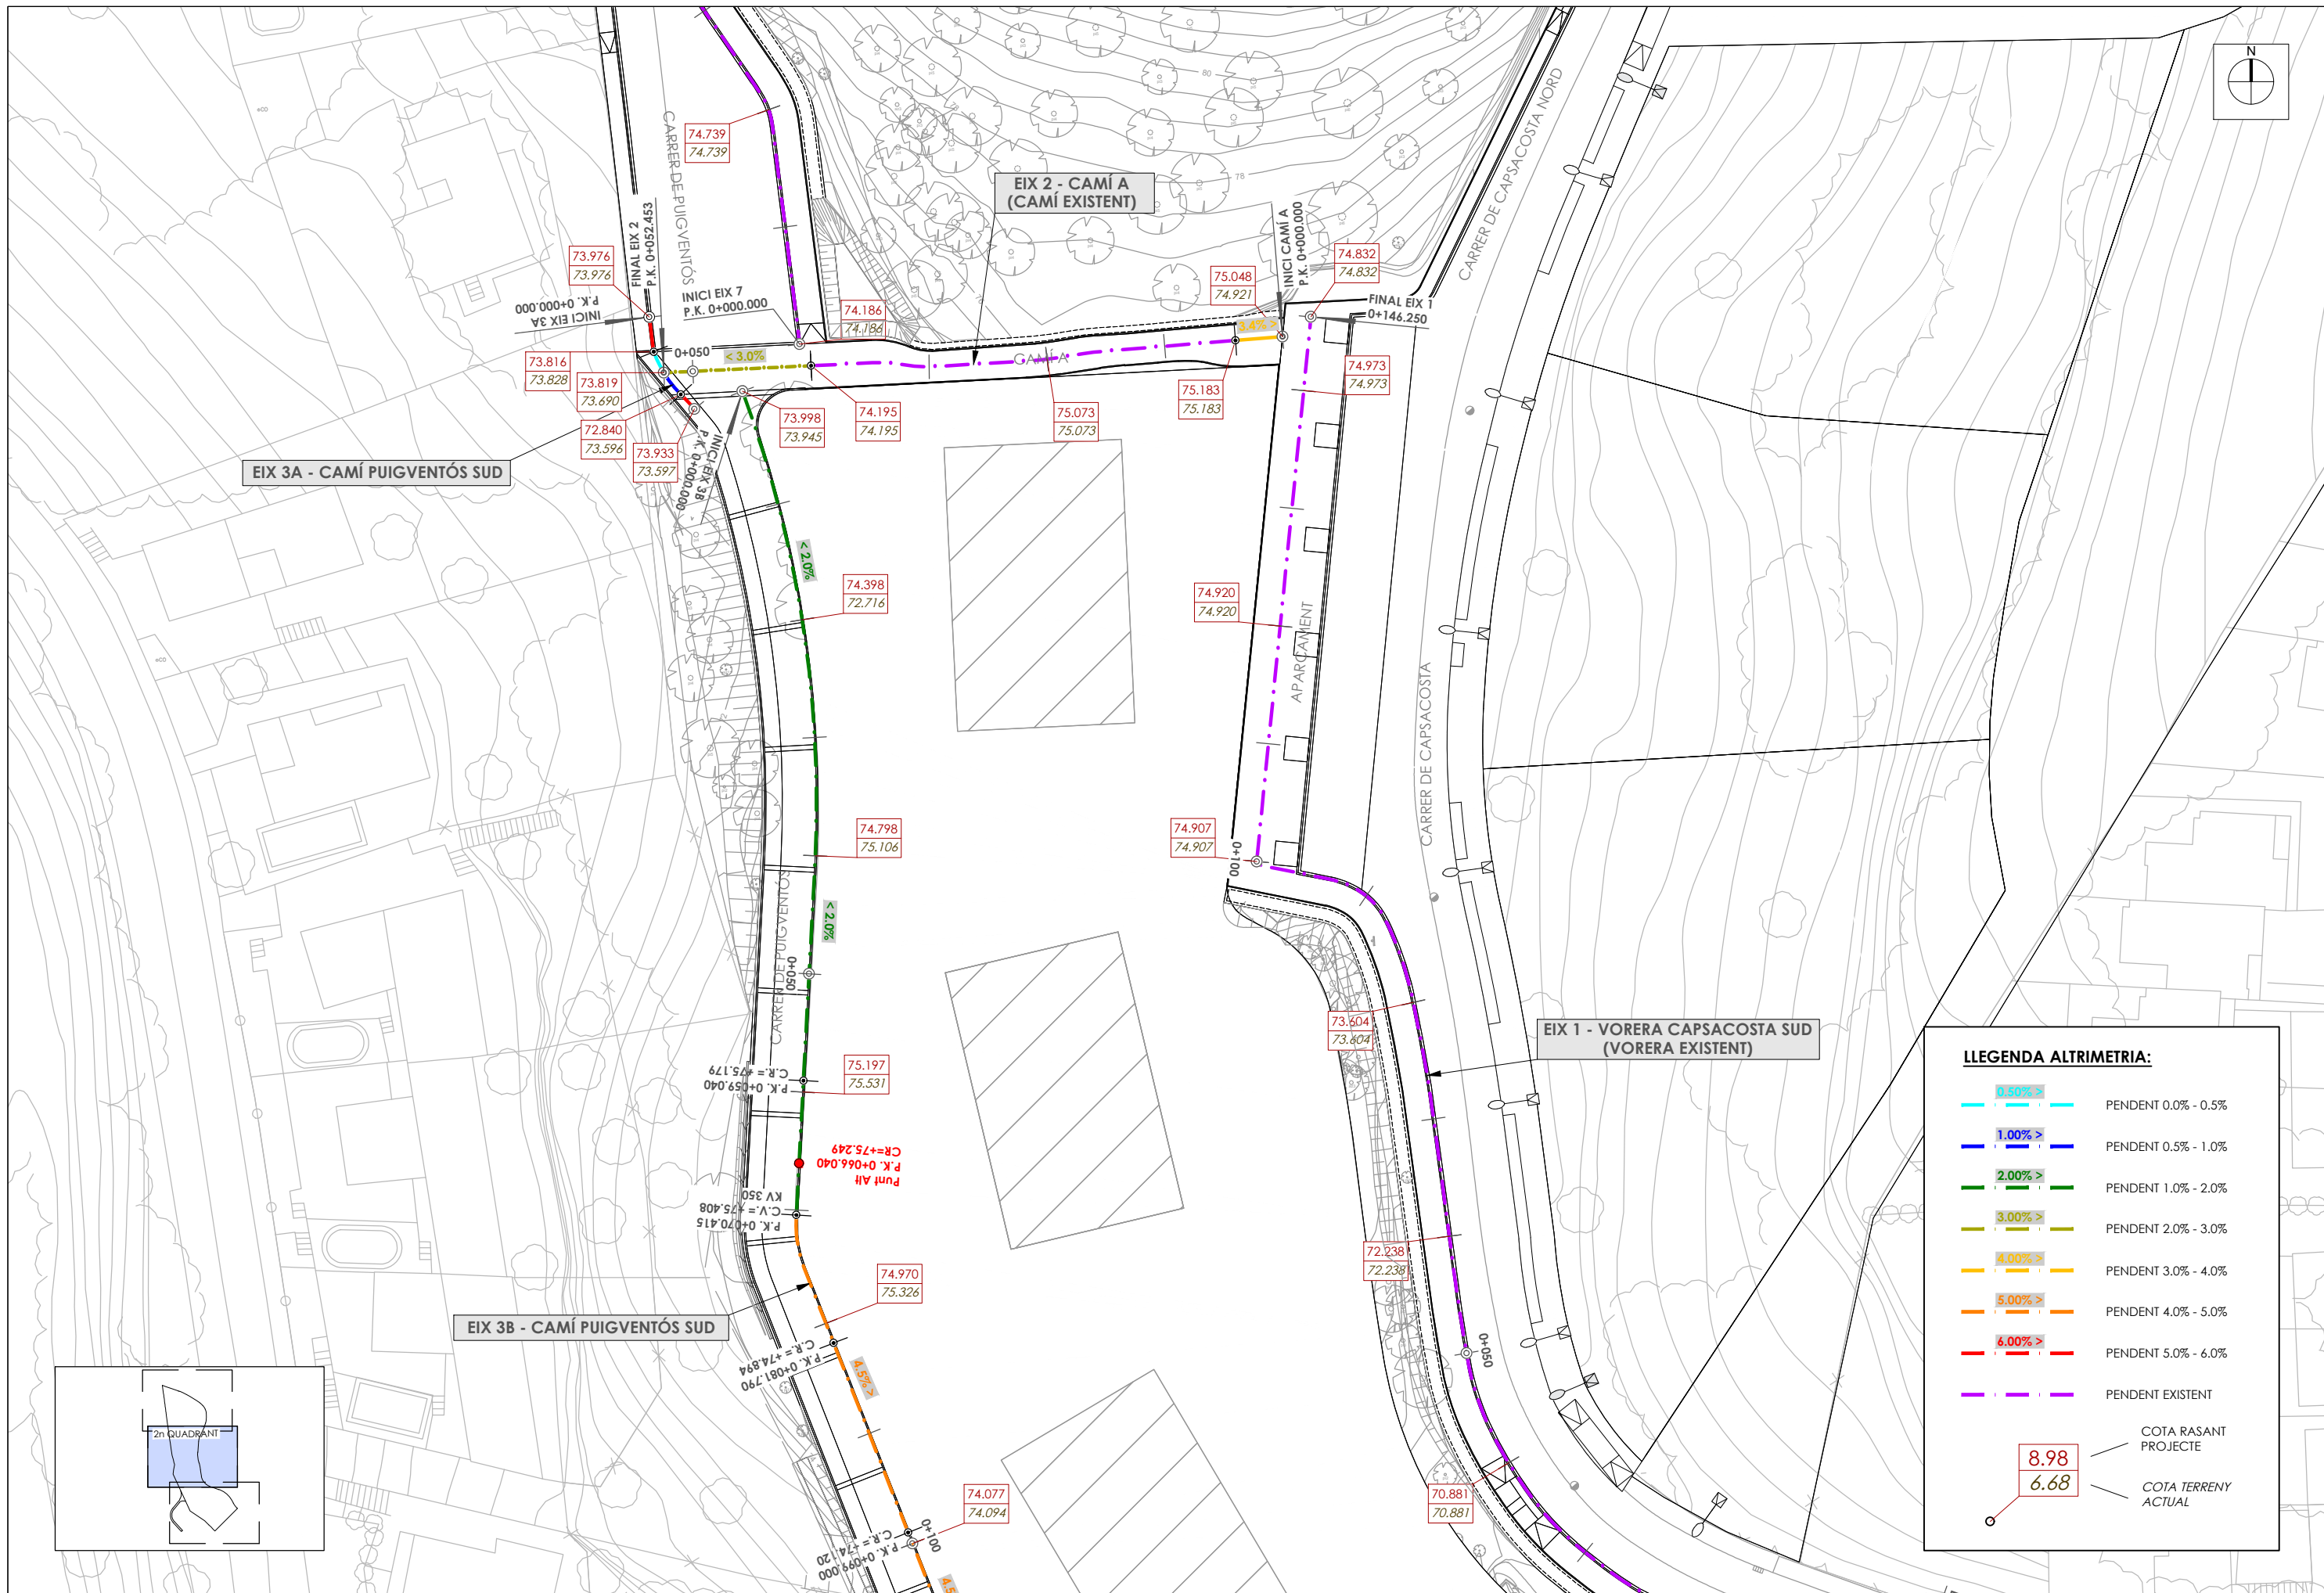 N
74.739
74.739
CARRER DE PUIGVENTÓS
EIX 2 - CAMÍ A
(CAMÍ EXISTENT)
80
78
CARRER DE CAPSACOSTA NORD
FINAL EIX 2
P.K. 0+052.453
73.976
73.976
INICI EIX 3A
P.K. 0+000.000
INICI EIX 7
P.K. 0+000.000
74.186
74.186
75.048
74.921
INICI CAMÍ A
P.K. 0+000.000
74.832
74.832
FINAL EIX 1
0+146.250
0+050
< 3.0%
CAMÍ A
3.4% >
73.816
73.828
73.819
73.690
72.840
73.596
73.933
73.597
INICI EIX 3B
P.K. 0+000.000
73.998
73.945
74.195
74.195
75.073
75.073
75.183
75.183
74.973
74.973
EIX 3A - CAMÍ PUIGVENTÓS SUD
< 2.0%
74.398
72.716
74.920
74.920
APARCAMENT
CARRER DE CAPSACOSTA
74.798
75.106
74.907
74.907
0+100
CARRER DE PUIGVENTÓS
< 2.0%
0+050
73.604
73.604
EIX 1 - VORERA CAPSACOSTA SUD
(VORERA EXISTENT)
P.K. 0+059.040
C.R.= +75.179
75.197
75.531
Punt Alt
P.K. 0+066.040
CR=+75.249
P.K. 0+070.415
C.V.= +75.408
KV 350
72.238
72.238
74.970
75.326
EIX 3B - CAMÍ PUIGVENTÓS SUD
P.K. 0+081.790
C.R.= +74.894
4.5% >
0+050
74.077
74.094
0+100
P.K. 0+099.000
C.R.= +74.120
4.5
70.881
70.881
2n QUADRANT
LLEGENDA ALTRIMETRIA:
0.50% >
PENDENT 0.0% - 0.5%
1.00% >
PENDENT 0.5% - 1.0%
2.00% >
PENDENT 1.0% - 2.0%
3.00% >
PENDENT 2.0% - 3.0%
4.00% >
PENDENT 3.0% - 4.0%
5.00% >
PENDENT 4.0% - 5.0%
6.00% >
PENDENT 5.0% - 6.0%
PENDENT EXISTENT
8.98
6.68
COTA RASANT
PROJECTE
COTA TERRENY
ACTUAL